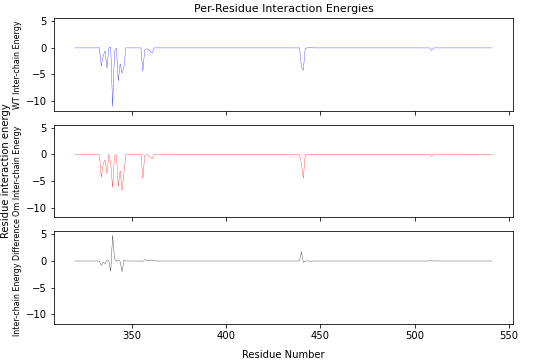 Per-Residue Interaction Energies
Residue interaction energy
WT Inter-chain Energy
5
0
−5
−10
Om Inter-chain Energy
5
0
−5
−10
Inter-chain Energy Difference
5
0
−5
−10
350
400
450
500
550
Residue Number